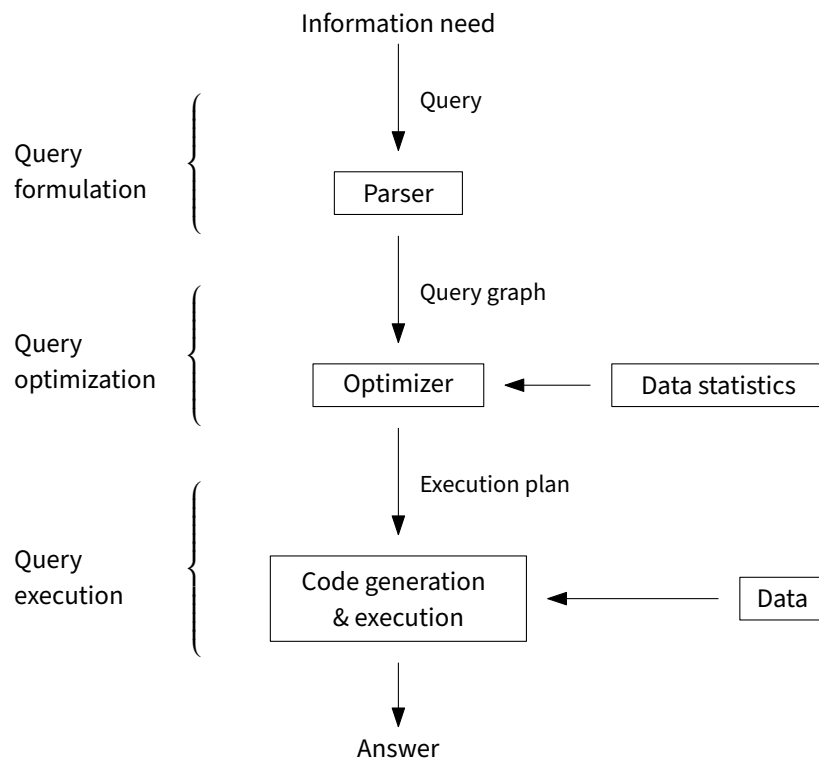 Information need
Query
Query
formulation
Parser
Query graph
Query
optimization
Optimizer
Data statistics
Execution plan
Query
execution
Code generation
& execution
Data
Answer